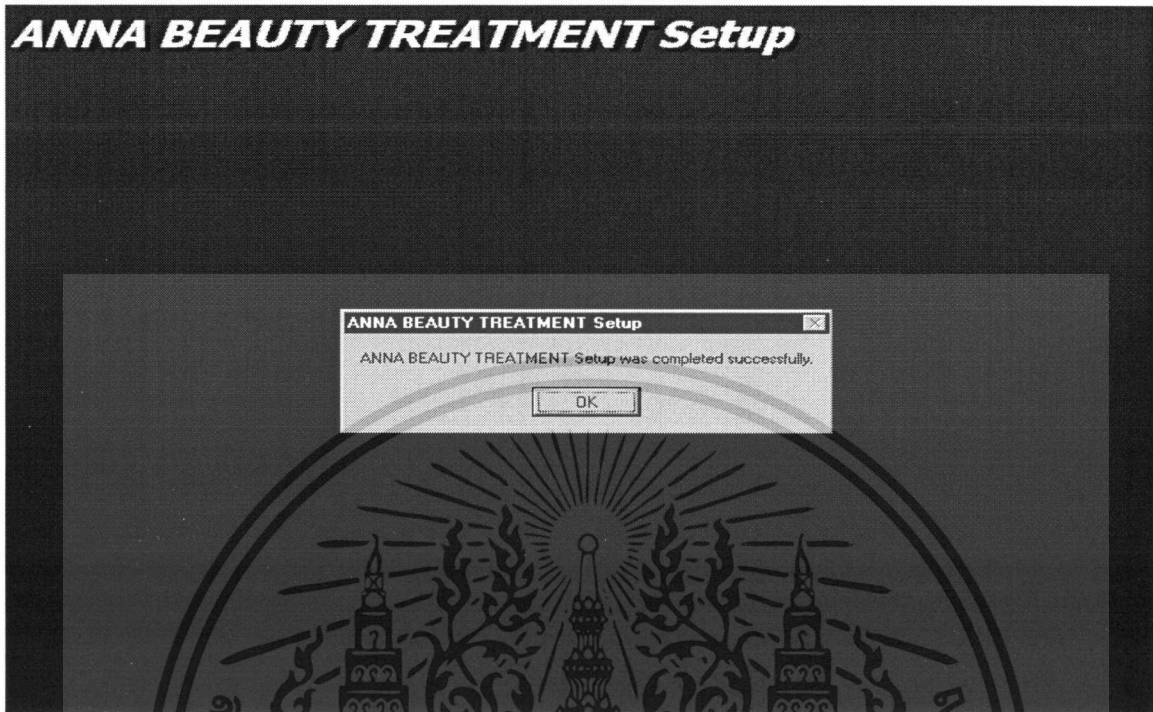 ANNA BEAUTY TREATMENT Setup
ANNA BEAUTY TREATMENT Setup
ANNA BEAUTY TREATMENT Setup was completed successfully.
OK